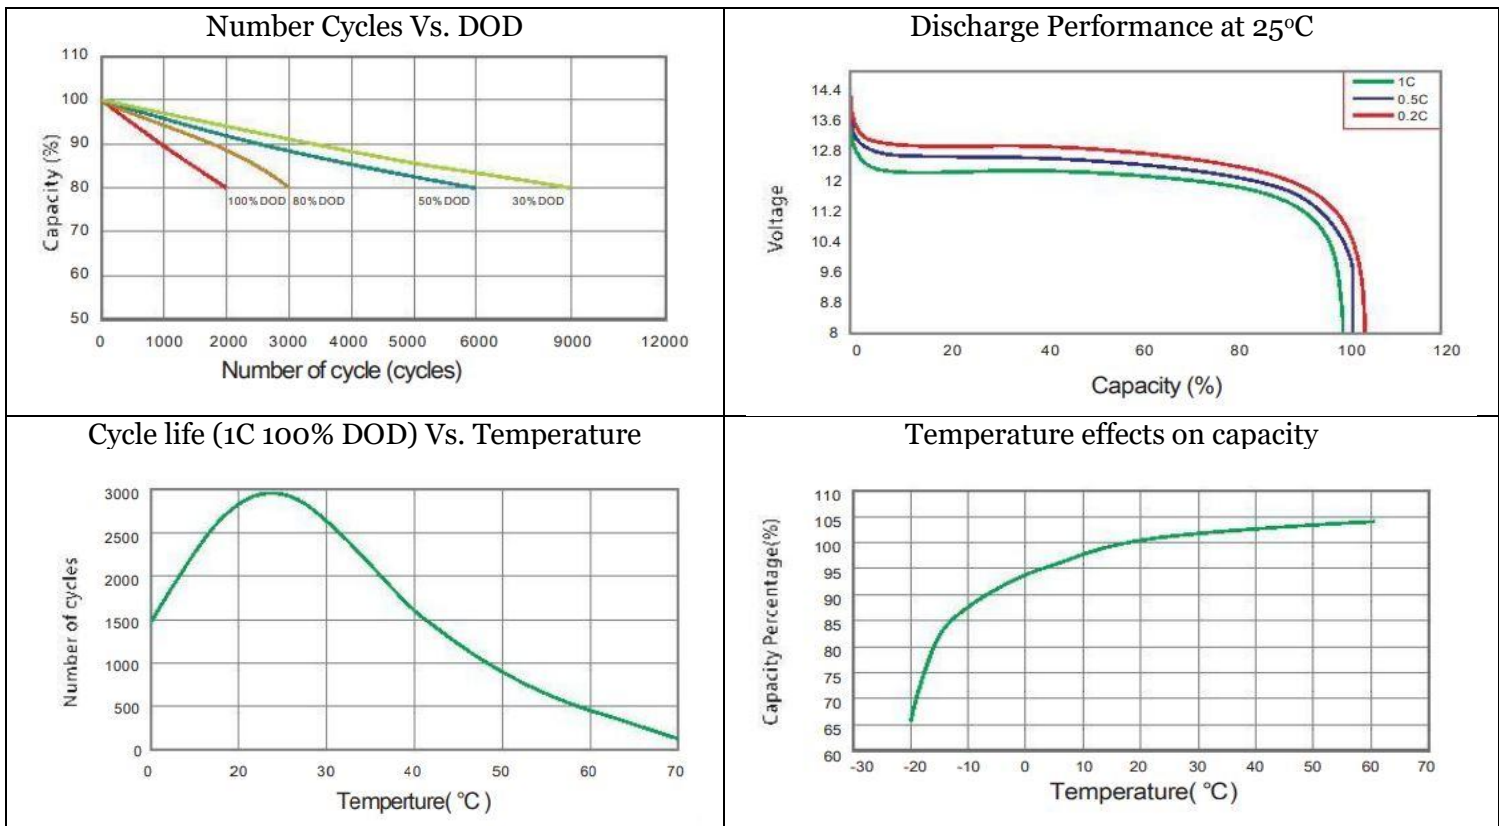 Number Cycles Vs. DOD
110
100
90
80
70
60
50
Capacity (%)
100%DOD 80%DOD 50%DOD 30%DOD
0 1000 2000 3000 4000 5000 6000 9000 12000
Number of cycle (cycles)
Discharge Performance at 25°C
1C
0.5C
0.2C
14.4
13.6
12.8
12
11.2
10.4
9.6
8.8
8
Voltage
0 20 40 60 80 100 120
Capacity (%)
Cycle life (1C 100% DOD) Vs. Temperature
3000
2500
2000
1500
1000
500
0
Number of cycles
0 20 30 40 50 60 70
Temperture( °C )
Temperature effects on capacity
110
105
100
95
90
85
80
75
70
65
60
Capacity Percentage(%)
-30 -20 -10 0 10 20 30 40 50 60 70
Temperature( °C)